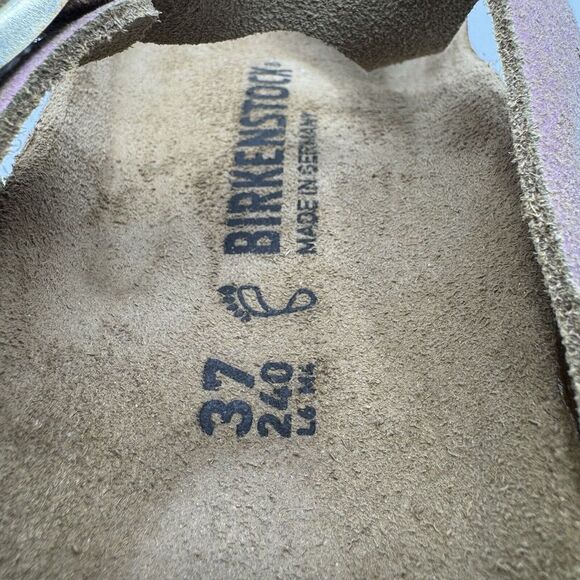 BIRKENSTOCK®
MADE IN GERMANY
37
240
L6 M4